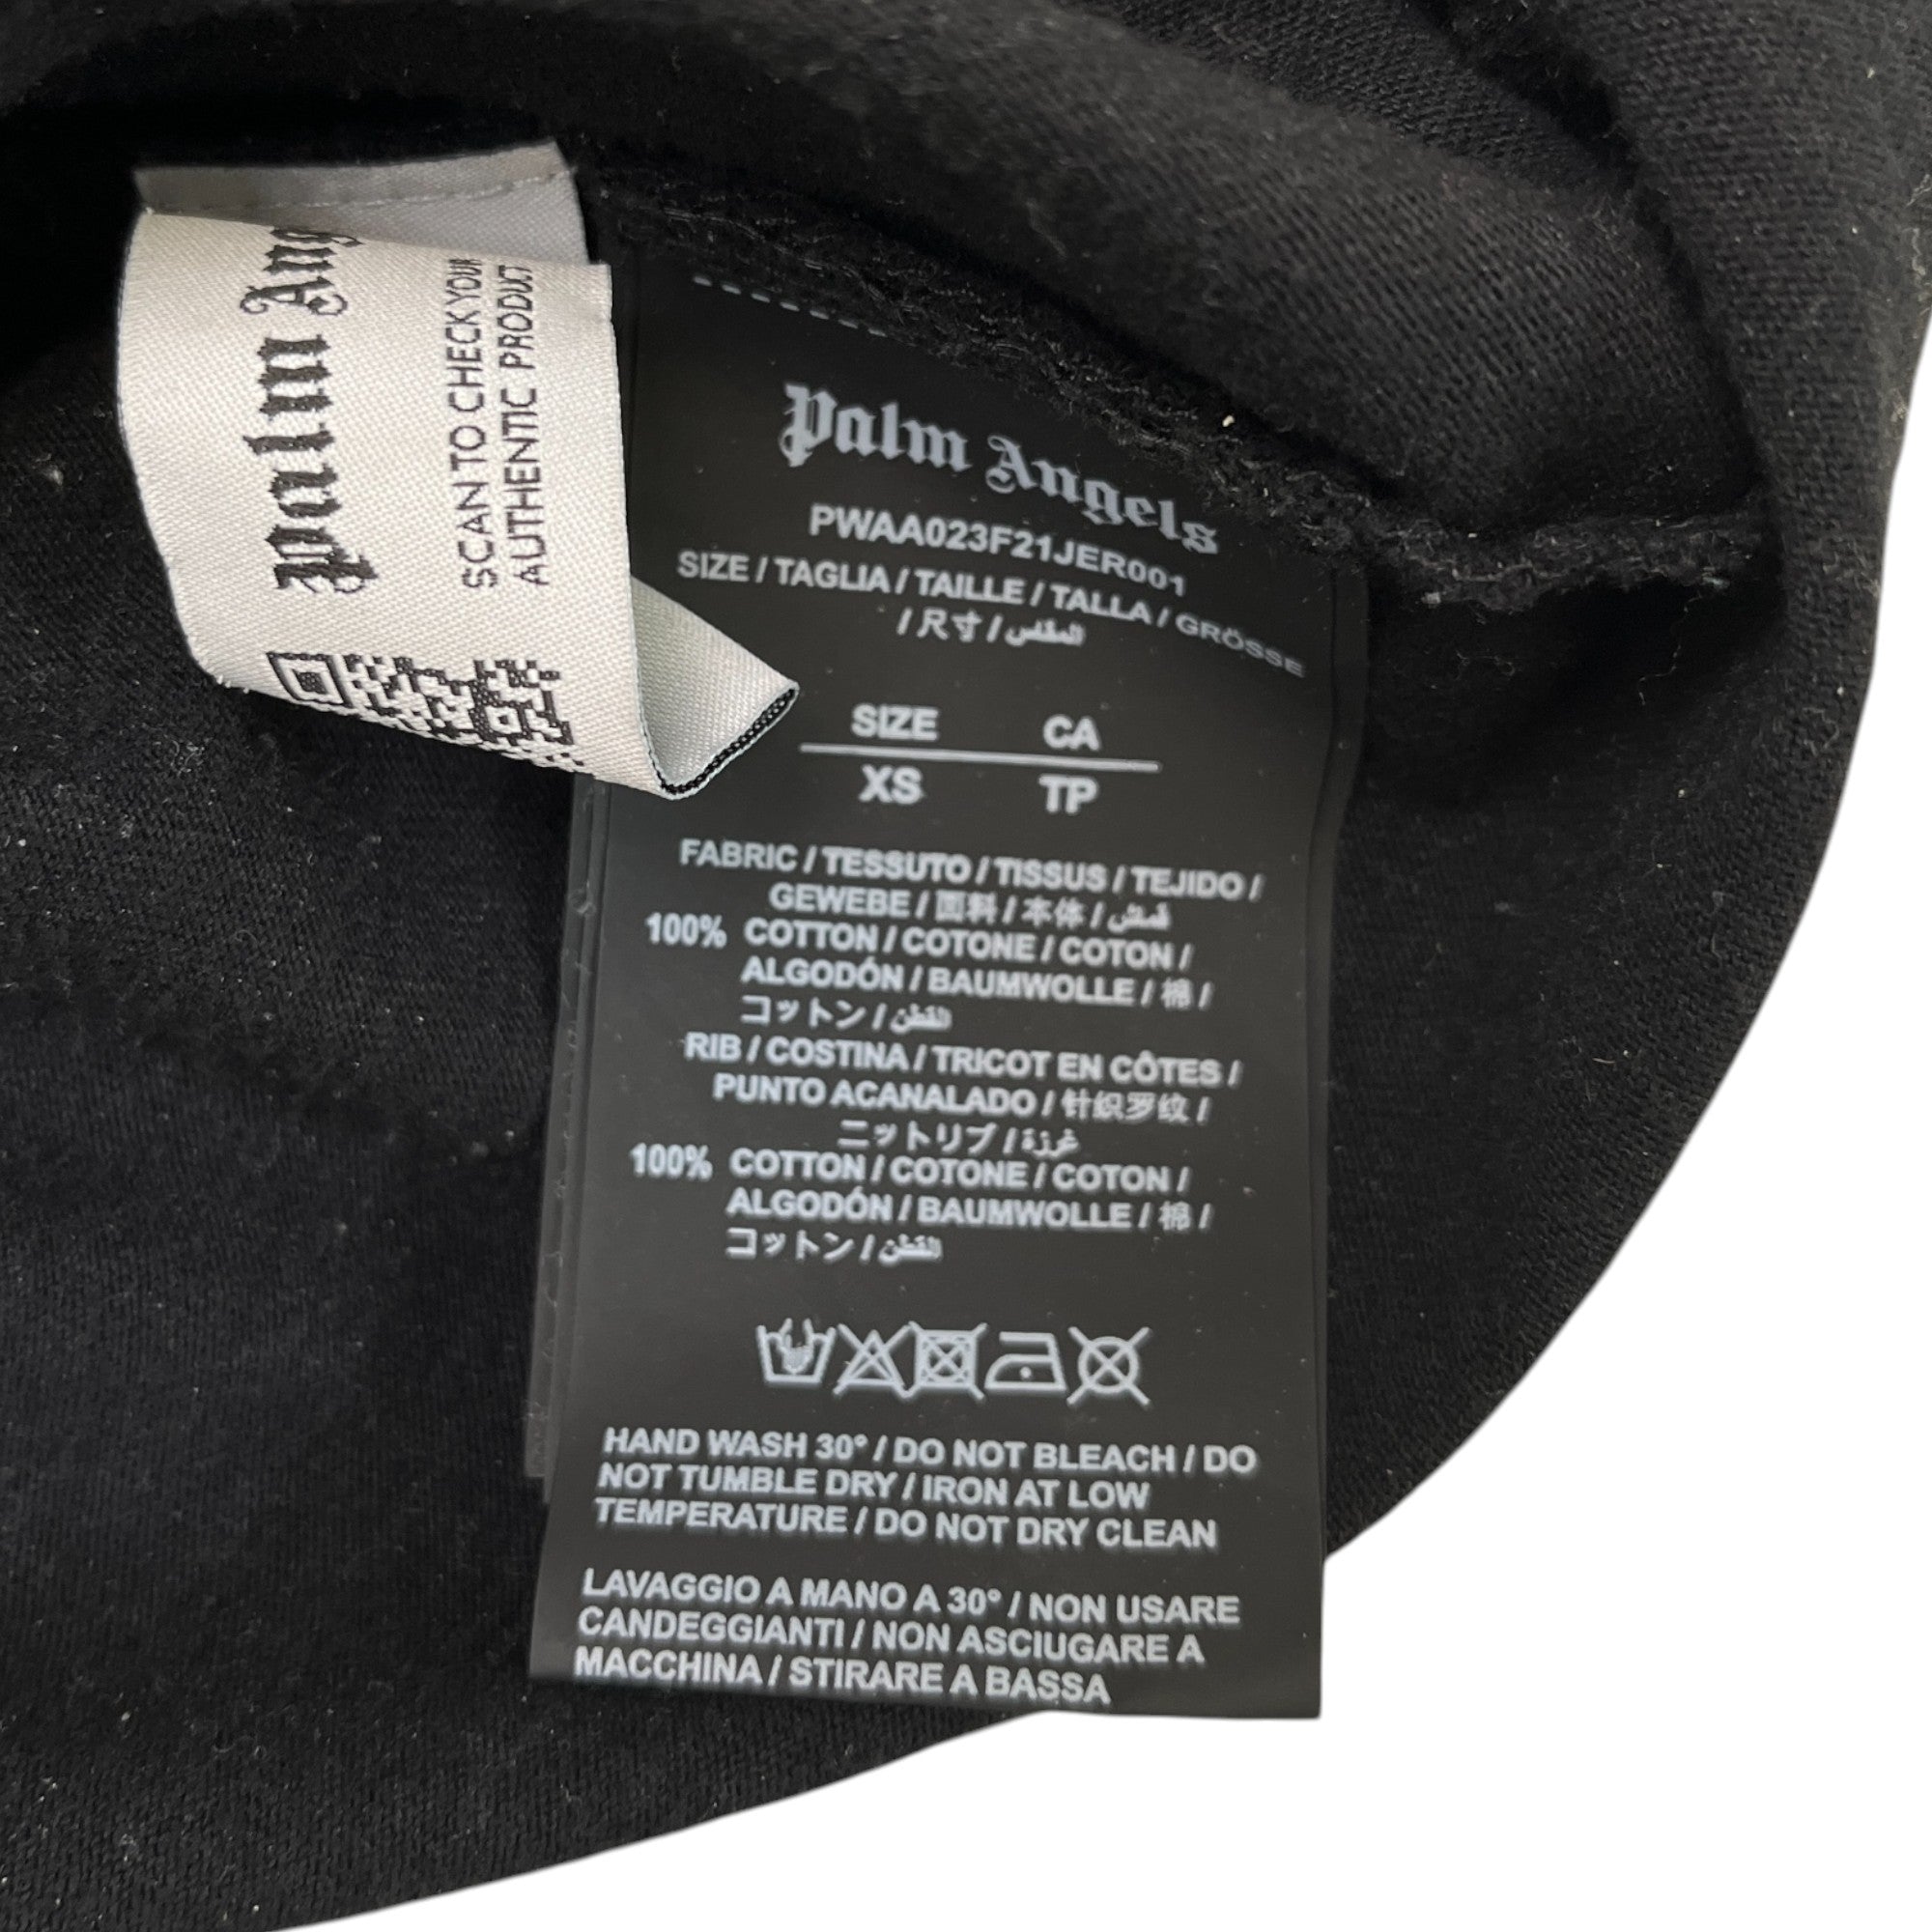 Palm Ang
SCAN TO CHECK YOUR
AUTHENTIC PRODUCT
Palm Angels
PWAA023F21JER001
SIZE / TAGLIA / TAILLE / TALLA / GRÖSSE
/ 尺寸 / المقاس
SIZE CA
XS TP
FABRIC / TESSUTO / TISSUS / TEJIDO /
GEWEBE / 面料 / 本体 / قماش
100% COTTON / COTONE / COTON /
ALGODÓN / BAUMWOLLE / 棉 /
コットン / القطن
RIB / COSTINA / TRICOT EN CÔTES /
PUNTO ACANALADO / 针织罗纹 /
ニットリブ / غرزة
100% COTTON / COTONE / COTON /
ALGODÓN / BAUMWOLLE / 棉 /
コットン / القطن
HAND WASH 30° / DO NOT BLEACH / DO
NOT TUMBLE DRY / IRON AT LOW
TEMPERATURE / DO NOT DRY CLEAN
LAVAGGIO A MANO A 30° / NON USARE
CANDEGGIANTI / NON ASCIUGARE A
MACCHINA / STIRARE A BASSA